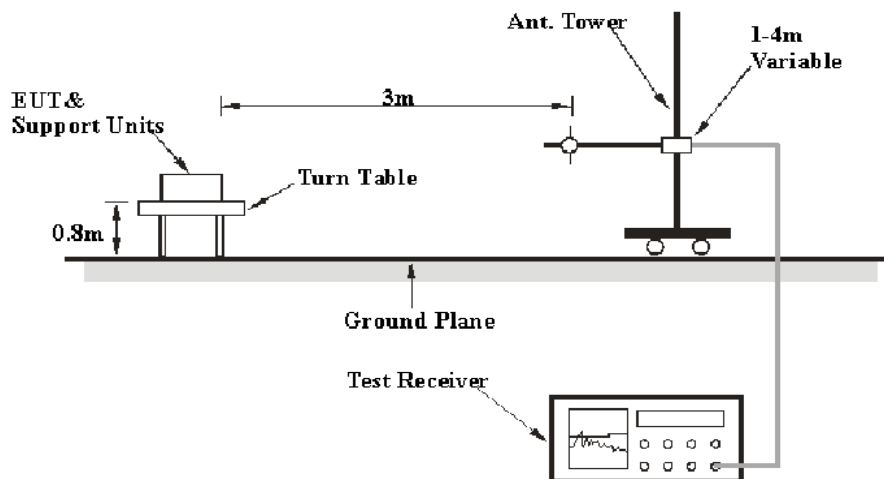 Ant. Tower
1-4m
Variable
3m
EUT&
Support Units
Turn Table
0.8m
Ground Plane
Test Receiver